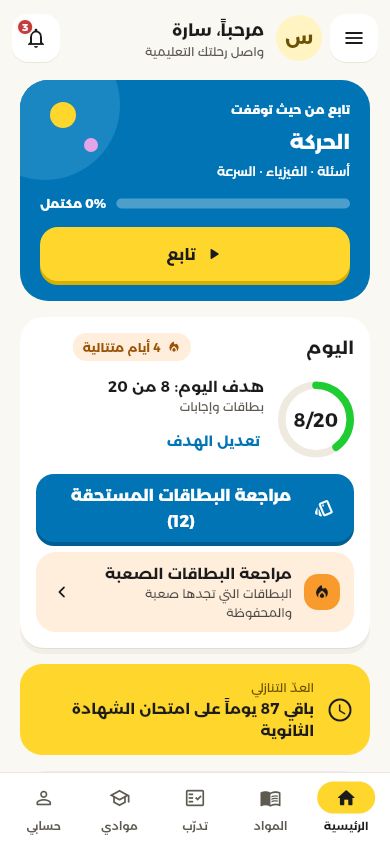 مرحباً، سارة
واصل رحلتك التعليمية
س
3
تابع من حيث توقفت
الحركة
أسئلة · الفيزياء · السرعة
0% مكتمل
تابع
اليوم
4 أيام متتالية
8/20
هدف اليوم: 8 من 20
بطاقات وإجابات
تعديل الهدف
مراجعة البطاقات المستحقة
(12)
مراجعة البطاقات الصعبة
البطاقات التي تجدها صعبة
والمحفوظة
العدّ التنازلي
باقي 87 يوماً على امتحان الشهادة
الثانوية
الرئيسية
المواد
تدرّب
موادي
حسابي